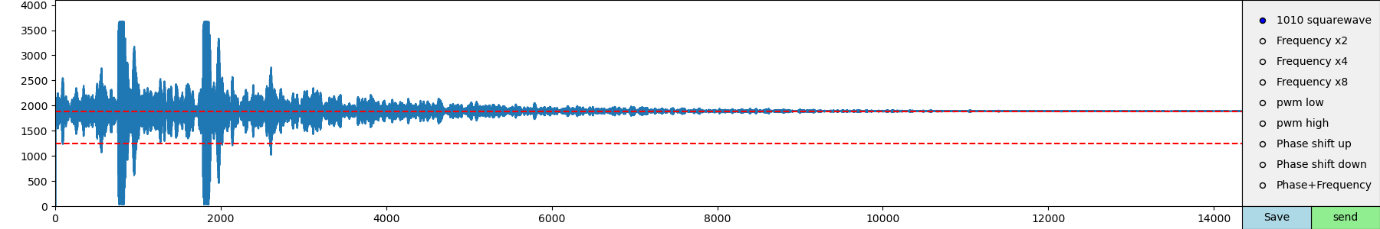 4000
3500
3000
2500
2000
1500
1000
500
0
0 2000 4000 6000 8000 10000 12000 14000
1010 squarewave
Frequency x2
Frequency x4
Frequency x8
pwm low
pwm high
Phase shift up
Phase shift down
Phase+Frequency
Save send